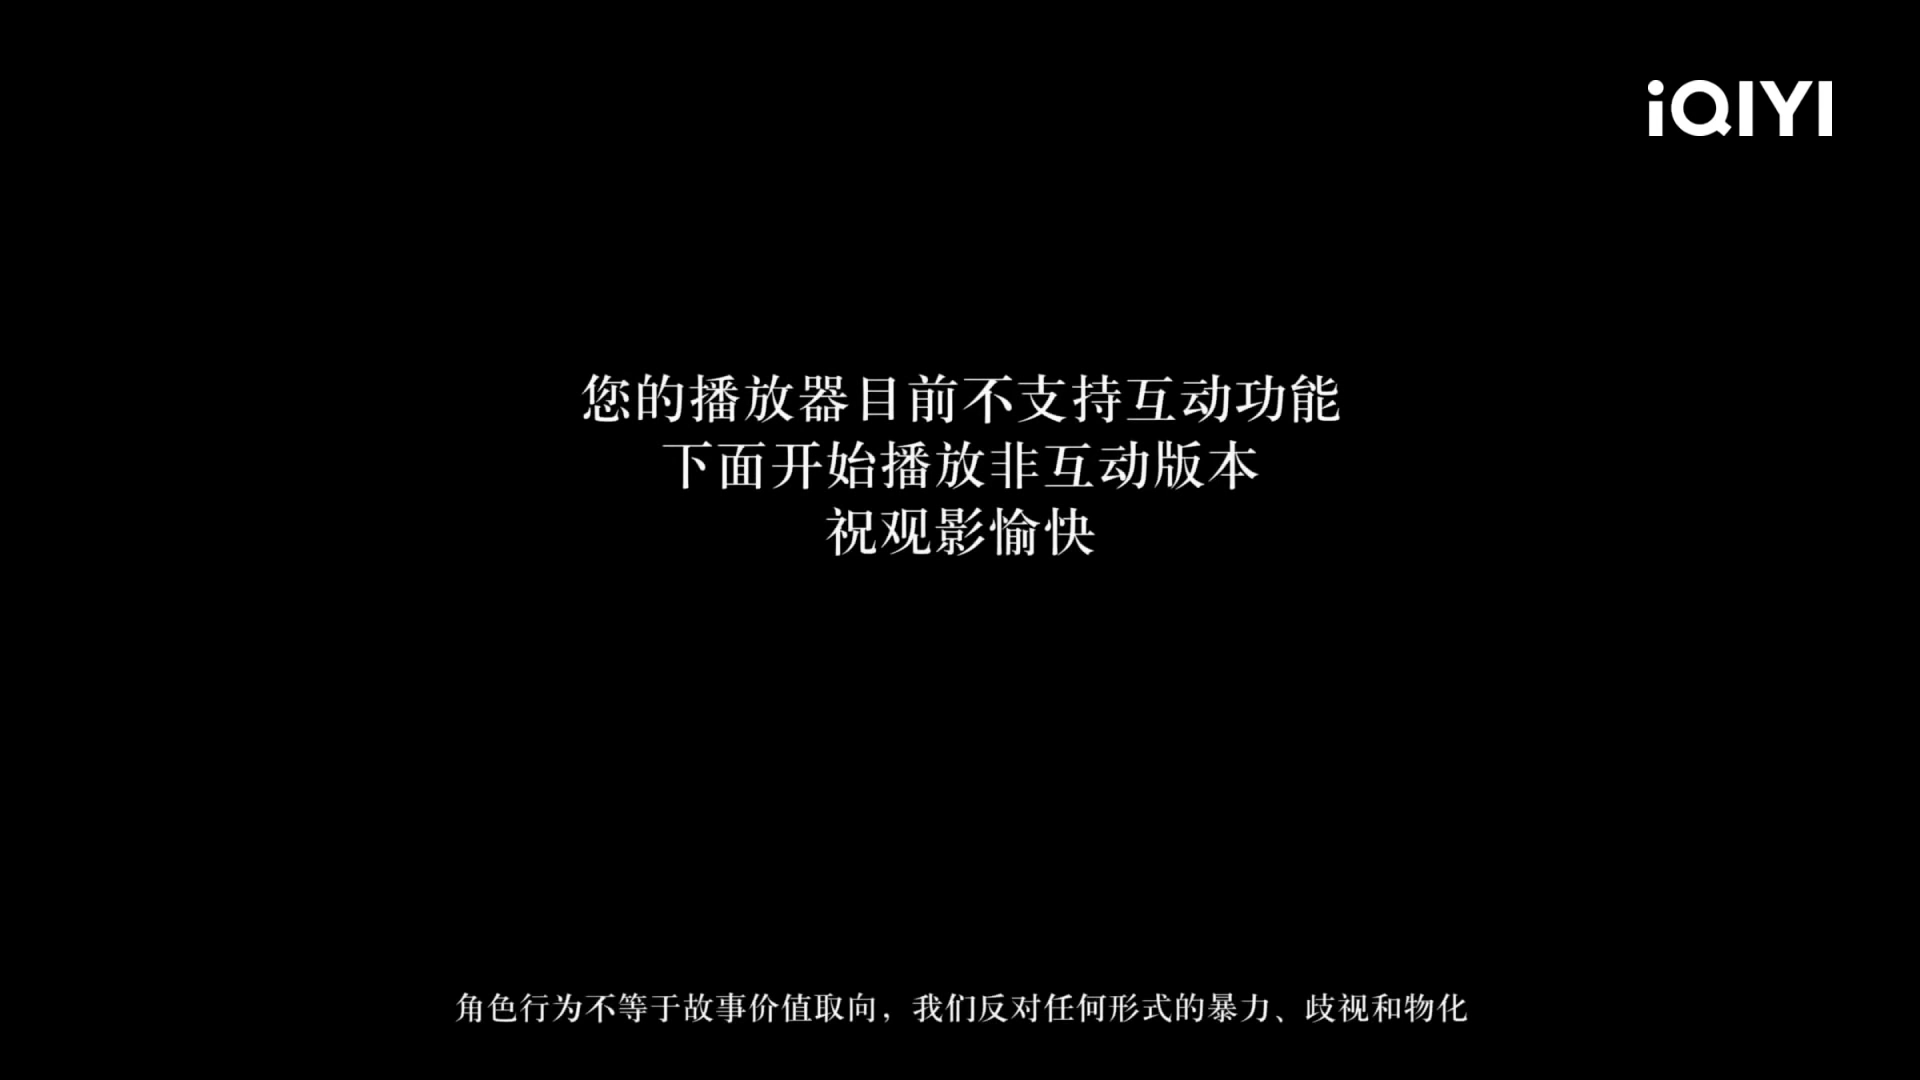 iQIYI
您的播放器目前不支持互动功能
下面开始播放非互动版本
祝观影愉快
角色行为不等于故事价值取向，我们反对任何形式的暴力、歧视和物化